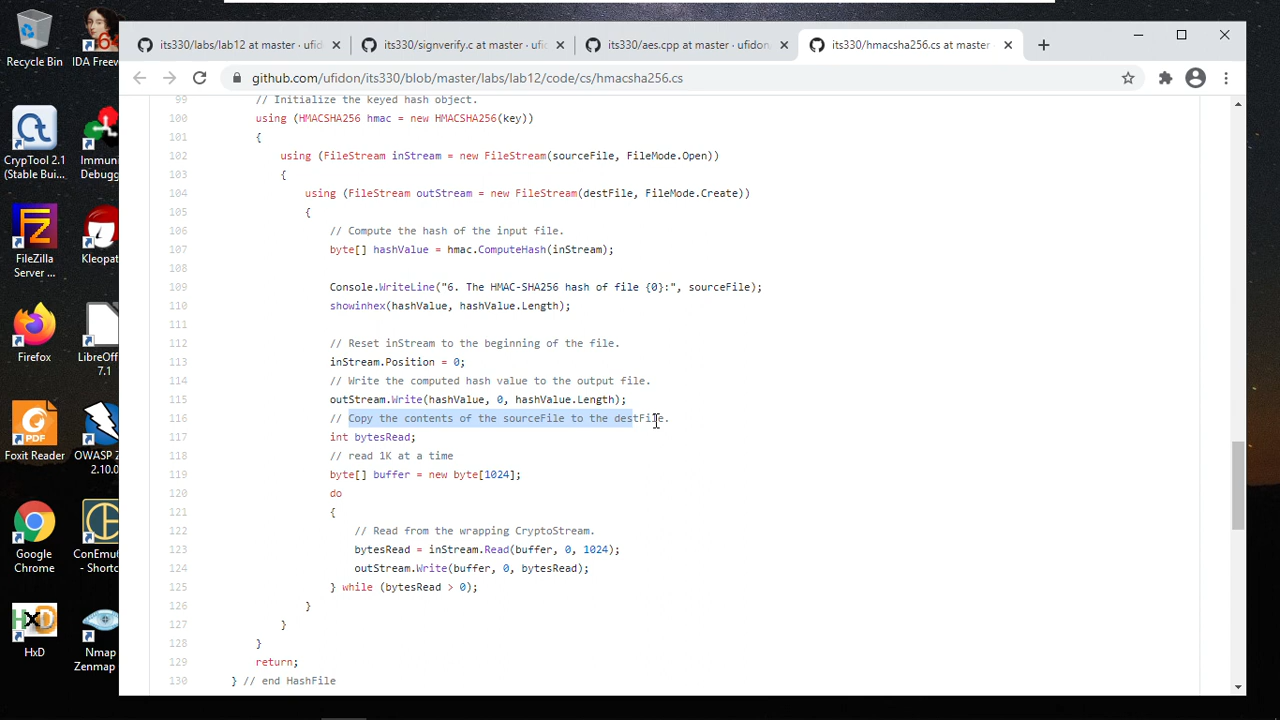 Recycle Bin
IDA Freew
CrypTool 2.1
(Stable Bui...
Immuni
Debugg
FileZilla
Server ...
Kleopat
Firefox
LibreOff
7.1
Foxit Reader
OWASP Z
2.10.0
Google
Chrome
ConEmu6
- Shortc
HxD
Nmap
Zenmap
its330/labs/lab12 at master · ufid
its330/signverify.c at master · ufi
its330/aes.cpp at master · ufidon
its330/hmacsha256.cs at master
github.com/ufidon/its330/blob/master/labs/lab12/code/cs/hmacsha256.cs
99 // Initialize the keyed hash object.
100 using (HMACSHA256 hmac = new HMACSHA256(key))
101 {
102 using (FileStream inStream = new FileStream(sourceFile, FileMode.Open))
103 {
104 using (FileStream outStream = new FileStream(destFile, FileMode.Create))
105 {
106 // Compute the hash of the input file.
107 byte[] hashValue = hmac.ComputeHash(inStream);
108
109 Console.WriteLine("6. The HMAC-SHA256 hash of file {0}:", sourceFile);
110 showinhex(hashValue, hashValue.Length);
111
112 // Reset inStream to the beginning of the file.
113 inStream.Position = 0;
114 // Write the computed hash value to the output file.
115 outStream.Write(hashValue, 0, hashValue.Length);
116 // Copy the contents of the sourceFile to the destFile.
117 int bytesRead;
118 // read 1K at a time
119 byte[] buffer = new byte[1024];
120 do
121 {
122 // Read from the wrapping CryptoStream.
123 bytesRead = inStream.Read(buffer, 0, 1024);
124 outStream.Write(buffer, 0, bytesRead);
125 } while (bytesRead > 0);
126 }
127 }
128 }
129 return;
130 } // end HashFile